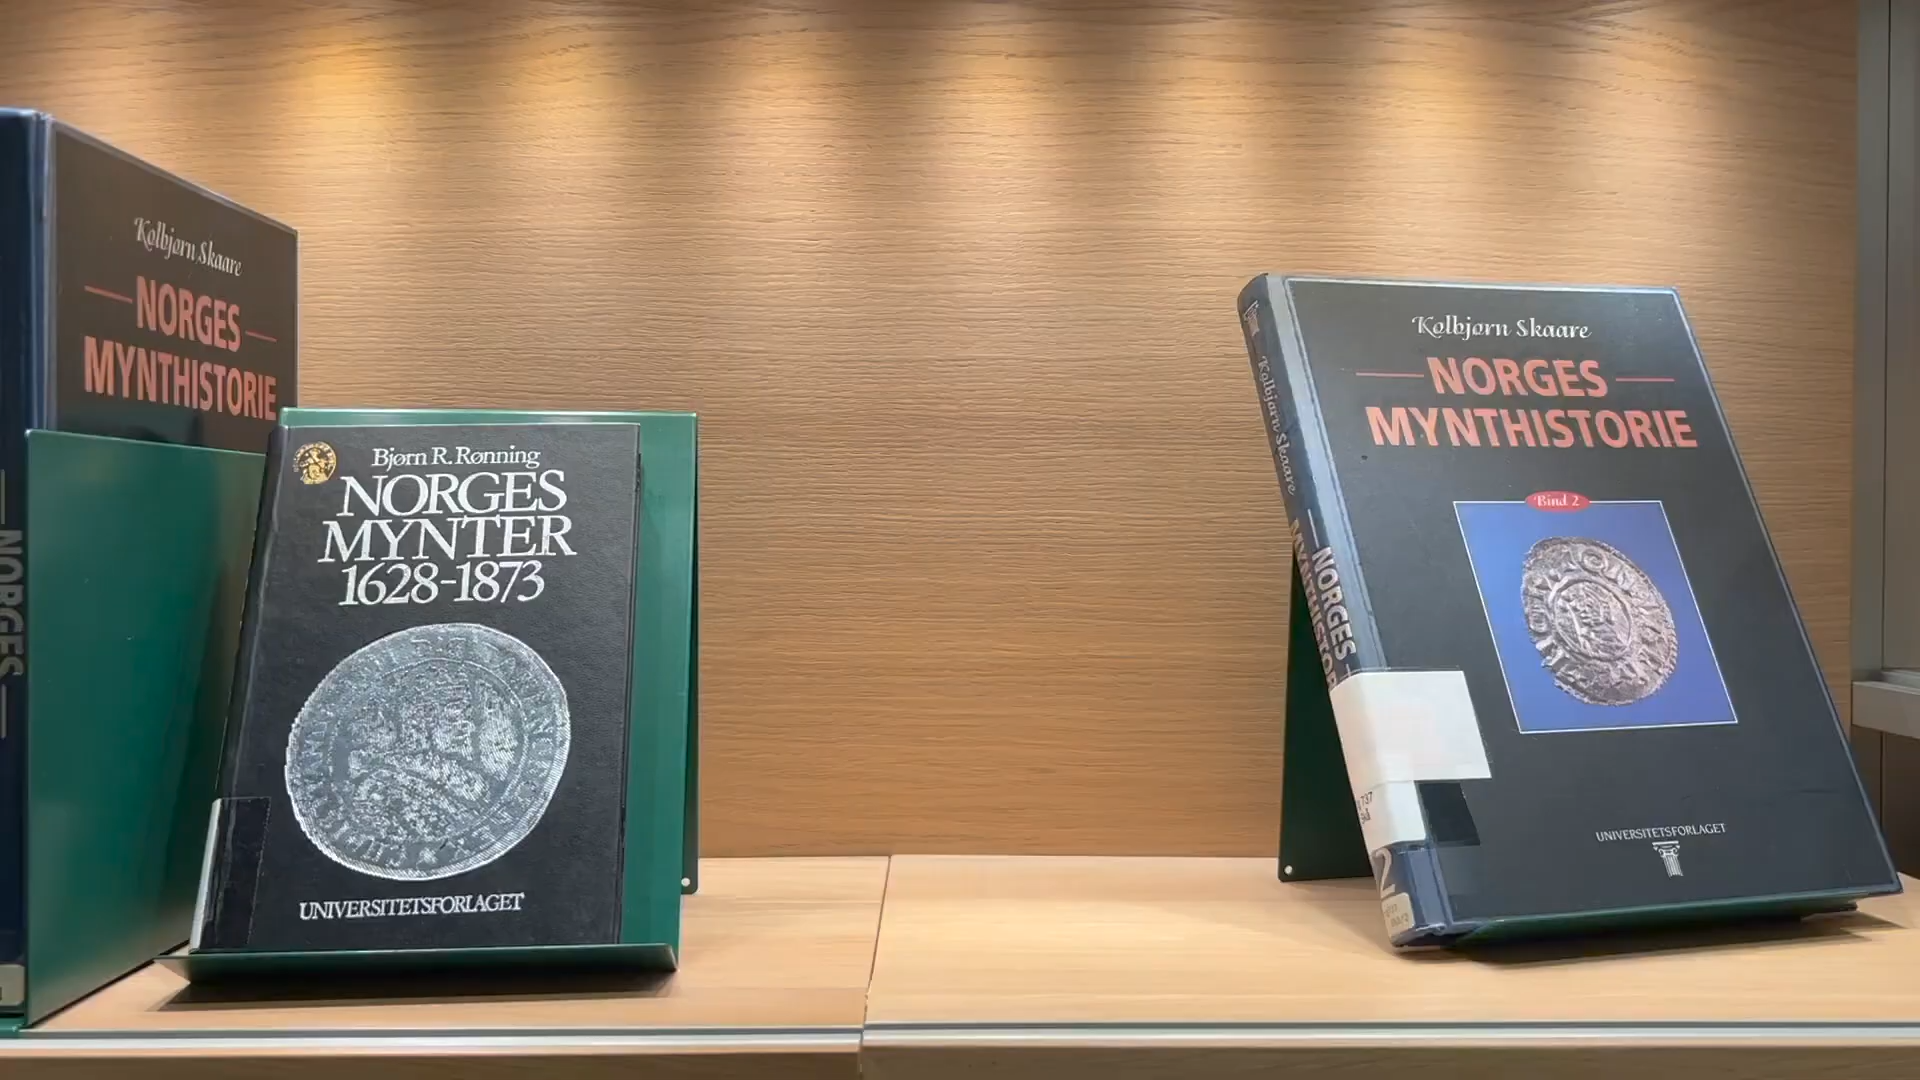 Kolbjørn Skaare
NORGES
MYNTHISTORIE
NORGES
Bjørn R. Rønning
NORGES
MYNTER
1628-1873
UNIVERSITETSFORLAGET
Kolbjørn Skaare
NORGES
Kolbjørn Skaare
NORGES
MYNTHISTORIE
Bind 2
UNIVERSITETSFORLAGET
737
2